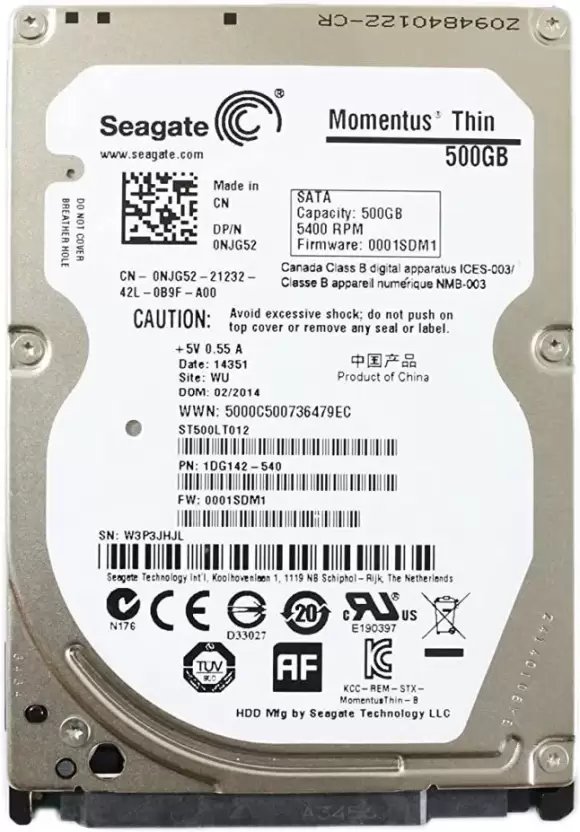 Z094840122-CR
Seagate®
www.seagate.com
Momentus® Thin
500GB
DO NOT COVER
BREATHER HOLE
Made in
CN
DP/N
0NJG52
CN - 0NJG52 - 21232 -
42L - 0B9F - A00
SATA
Capacity: 500GB
5400 RPM
Firmware: 0001SDM1
Canada Class B digital apparatus ICES-003/
Classe B appareil numérique NMB-003
CAUTION: Avoid excessive shock; do not push on
top cover or remove any seal or label.
+5V 0.55 A
Date: 14351
Site: WU
DOM: 02/2014
中国产品
Product of China
WWN: 5000C500736479EC
ST500LT012
PN: 1DG142-540
FW: 0001SDM1
SN: W3P3JHJL
Seagate Technology Int'l, Koolhovenlaan 1, 1119 NB Schiphol-Rijk, The Netherlands
N176
CE
D33027
20
c RU® US
E190397
TUV
AF
KCC-REM-STX-
MomentusThin-B
HDD Mfg by Seagate Technology LLC